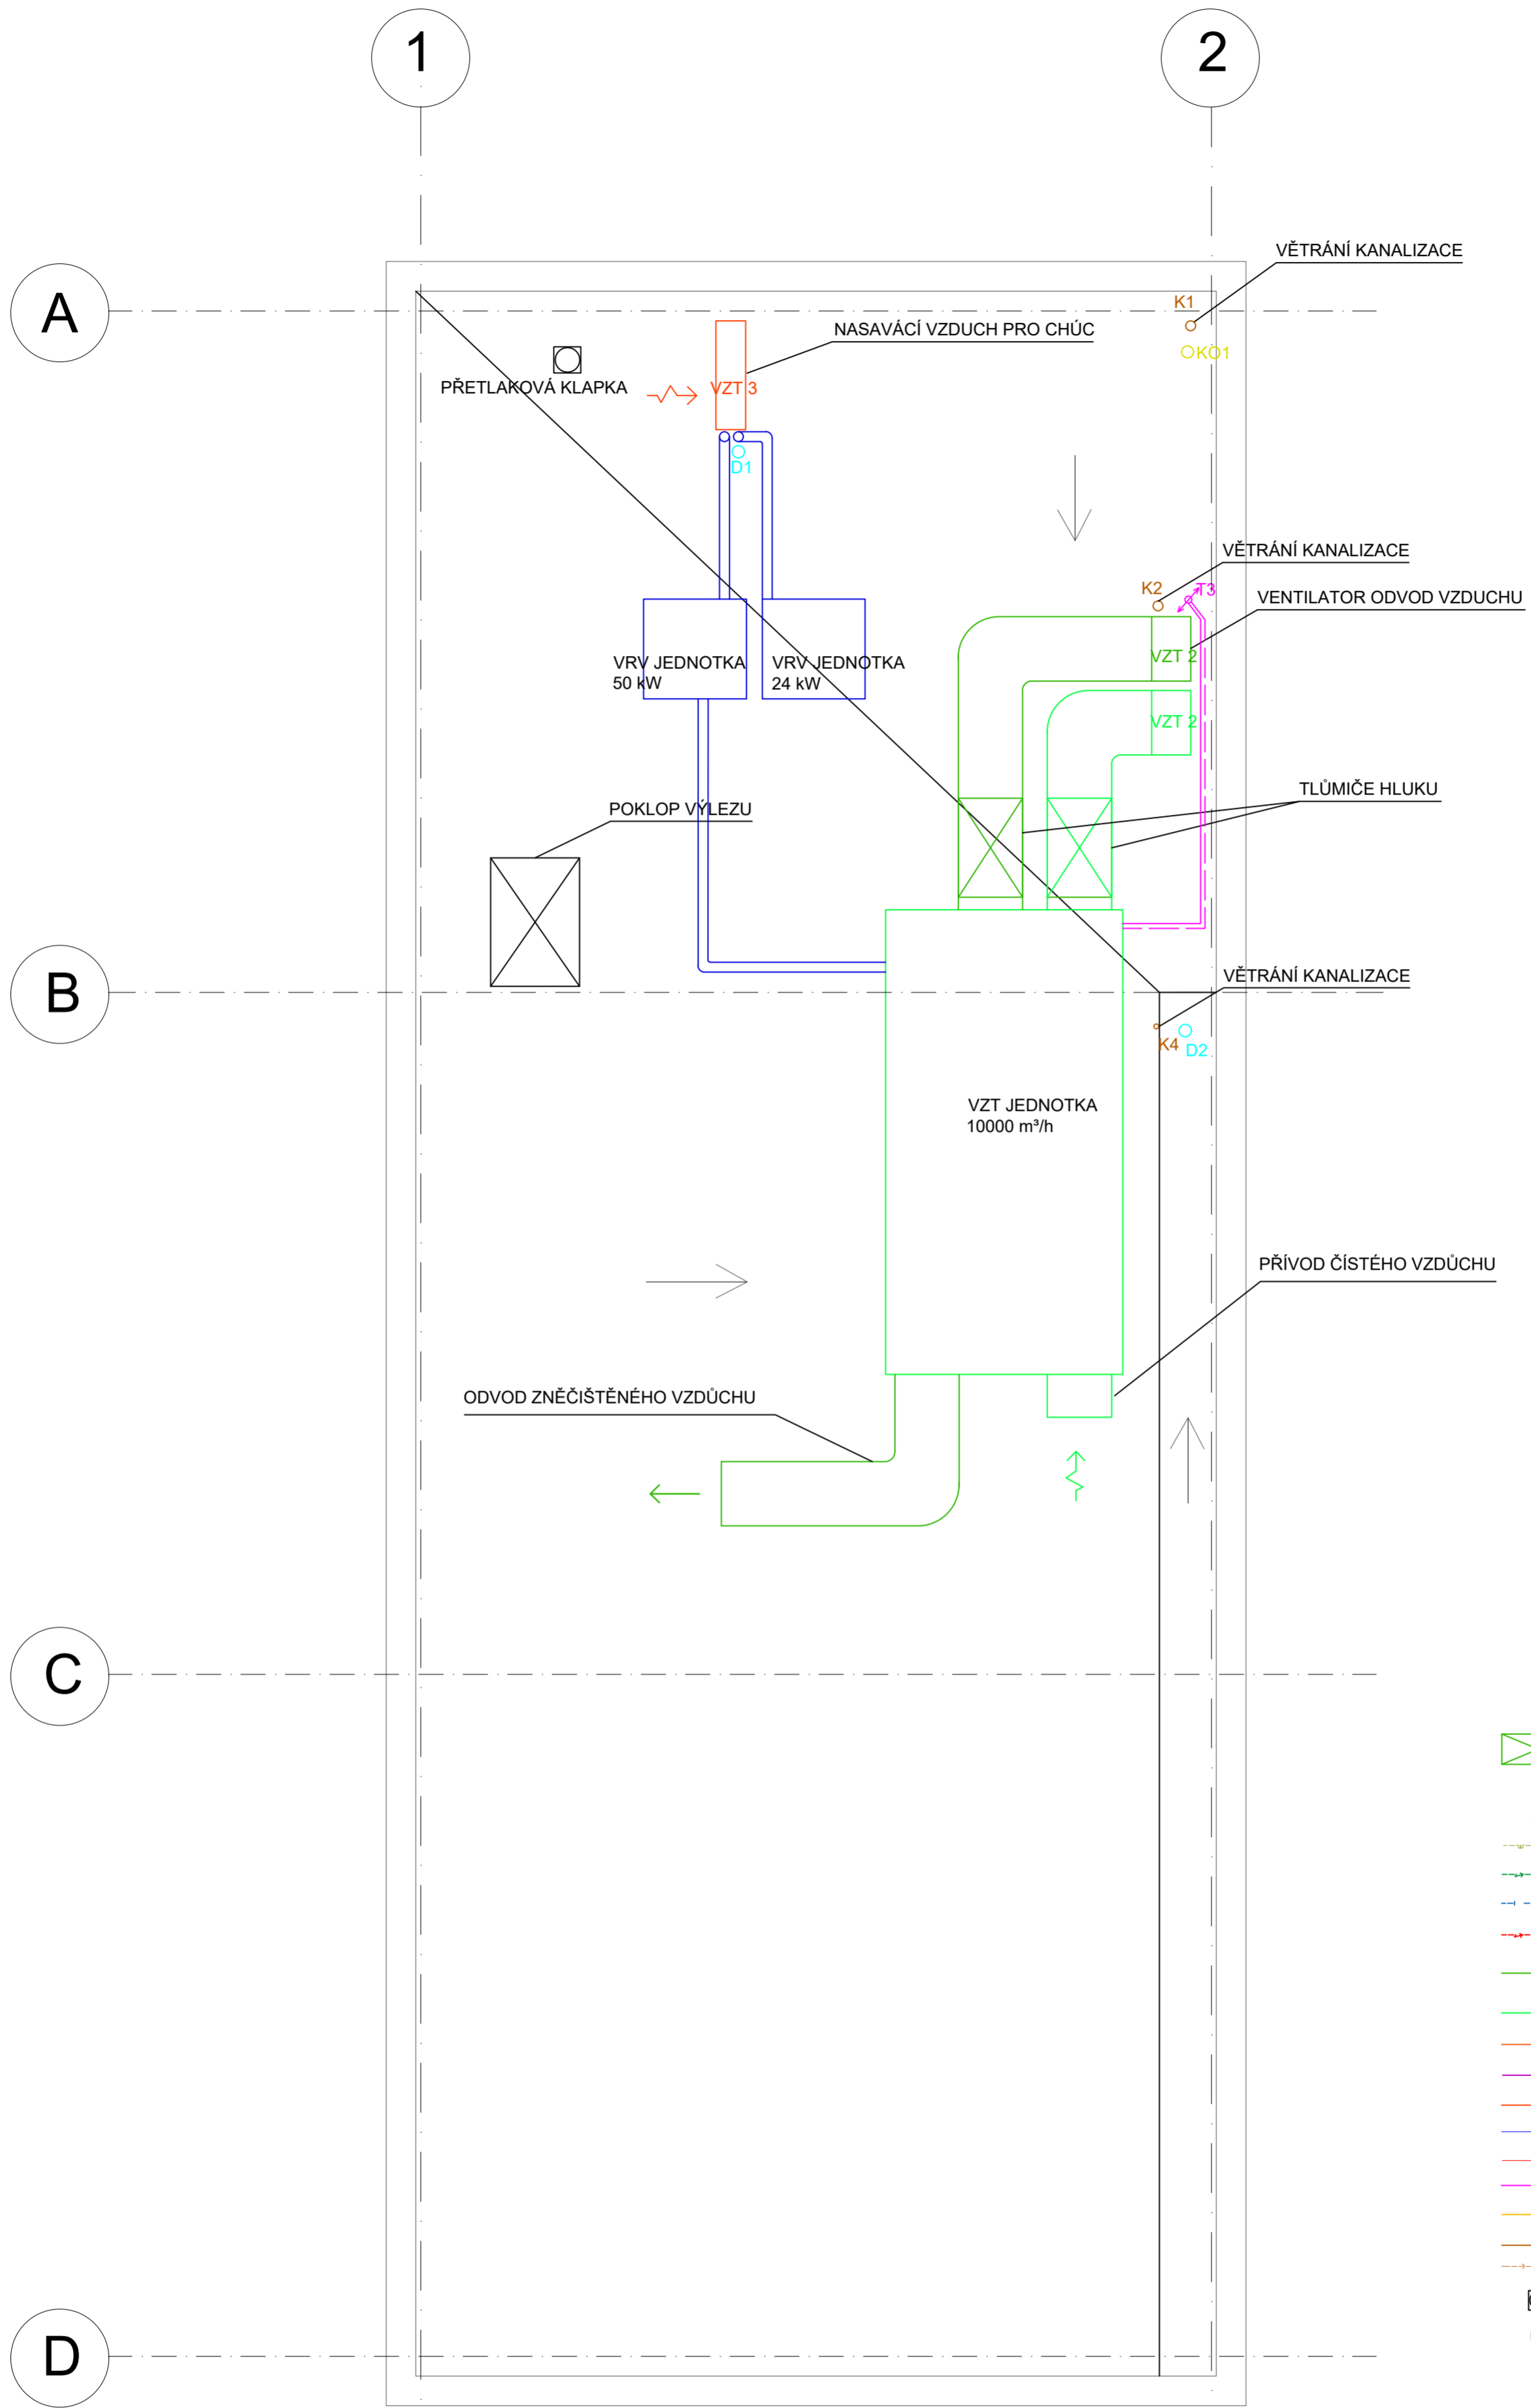 1
2
VĚTRÁNÍ KANALIZACE
A
K1
NASAVÁCÍ VZDUCH PRO CHÚC
KO1
PŘETLAKOVÁ KLAPKA
VZT 3
D1
VĚTRÁNÍ KANALIZACE
K2
T3
VENTILATOR ODVOD VZDUCHU
VZT 2
VRV JEDNOTKA
50 kW
VRV JEDNOTKA
24 kW
VZT 2
TLŮMIČE HLUKU
POKLOP VÝLEZU
B
VĚTRÁNÍ KANALIZACE
K4
D2
VZT JEDNOTKA
10000 m³/h
PŘÍVOD ČÍSTÉHO VZDŮCHU
ODVOD ZNĚČIŠTĚNÉHO VZDŮCHU
C
D